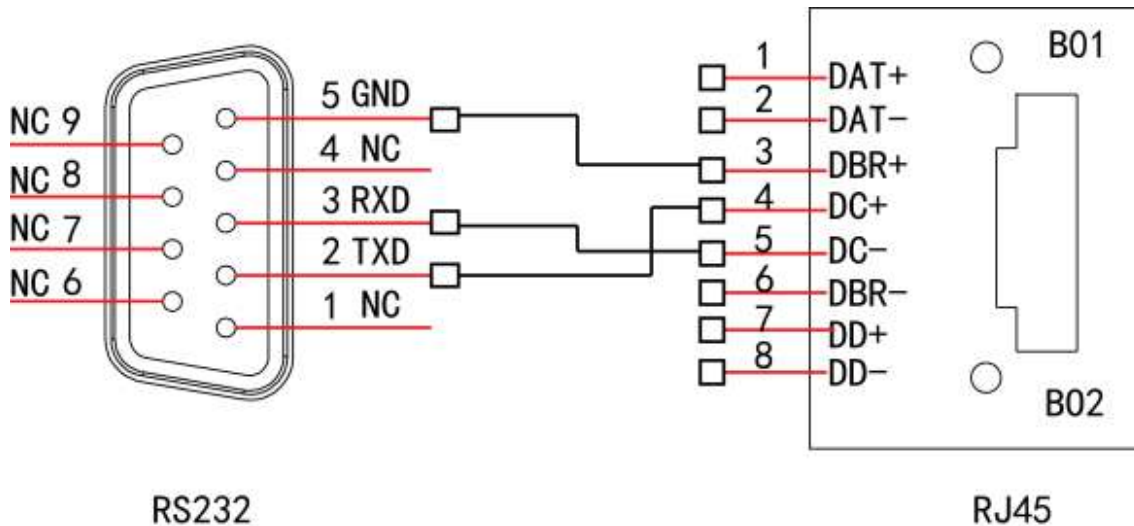 NC 9
NC 8
NC 7
NC 6
5 GND
4 NC
3 RXD
2 TXD
1 NC
1
2
3
4
5
6
7
8
DAT+
DAT-
DBR+
DC+
DC-
DBR-
DD+
DD-
B01
B02
RS232
RJ45